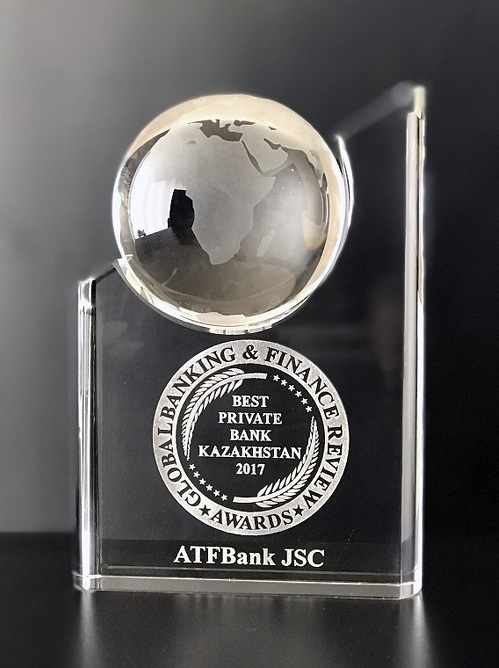 GLOBAL BANKING & FINANCE REVIEW
★ AWARDS ★
BEST
PRIVATE
BANK
KAZAKHSTAN
2017
ATFBank JSC